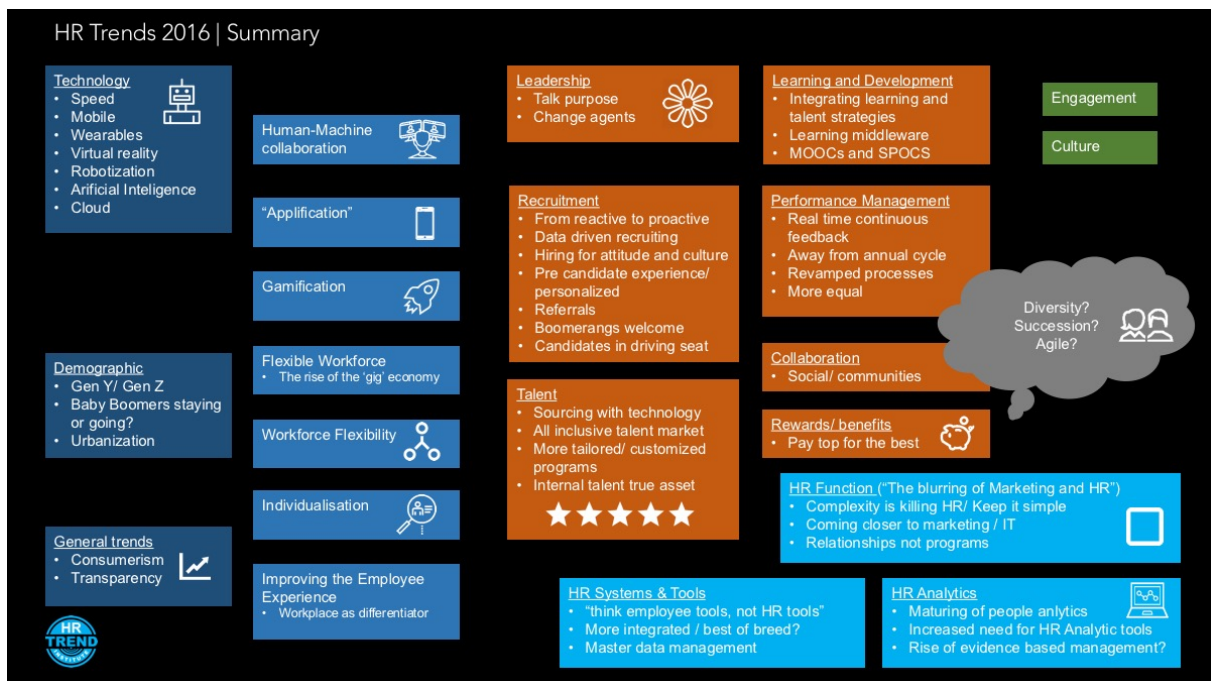 HR Trends 2016 | Summary
Technology
• Speed
• Mobile
• Wearables
• Virtual reality
• Robotization
• Arificial Inteligence
• Cloud
Demographic
• Gen Y/ Gen Z
• Baby Boomers staying
or going?
• Urbanization
General trends
• Consumerism
• Transparency
HR
TREND
INSTITUTE
Human-Machine
collaboration
“Applification”
Gamification
Flexible Workforce
• The rise of the ‘gig’ economy
Workforce Flexibility
Individualisation
Improving the Employee
Experience
• Workplace as differentiator
Leadership
• Talk purpose
• Change agents
Recruitment
• From reactive to proactive
• Data driven recruiting
• Hiring for attitude and culture
• Pre candidate experience/
personalized
• Referrals
• Boomerangs welcome
• Candidates in driving seat
Talent
• Sourcing with technology
• All inclusive talent market
• More tailored/ customized
programs
• Internal talent true asset
Learning and Development
• Integrating learning and
talent strategies
• Learning middleware
• MOOCs and SPOCS
Performance Management
• Real time continuous
feedback
• Away from annual cycle
• Revamped processes
• More equal
Collaboration
• Social/ communities
Rewards/ benefits
• Pay top for the best
Engagement
Culture
Diversity?
Succession?
Agile?
HR Function (“The blurring of Marketing and HR”)
• Complexity is killing HR/ Keep it simple
• Coming closer to marketing / IT
• Relationships not programs
HR Systems & Tools
• “think employee tools, not HR tools”
• More integrated / best of breed?
• Master data management
HR Analytics
• Maturing of people anlytics
• Increased need for HR Analytic tools
• Rise of evidence based management?